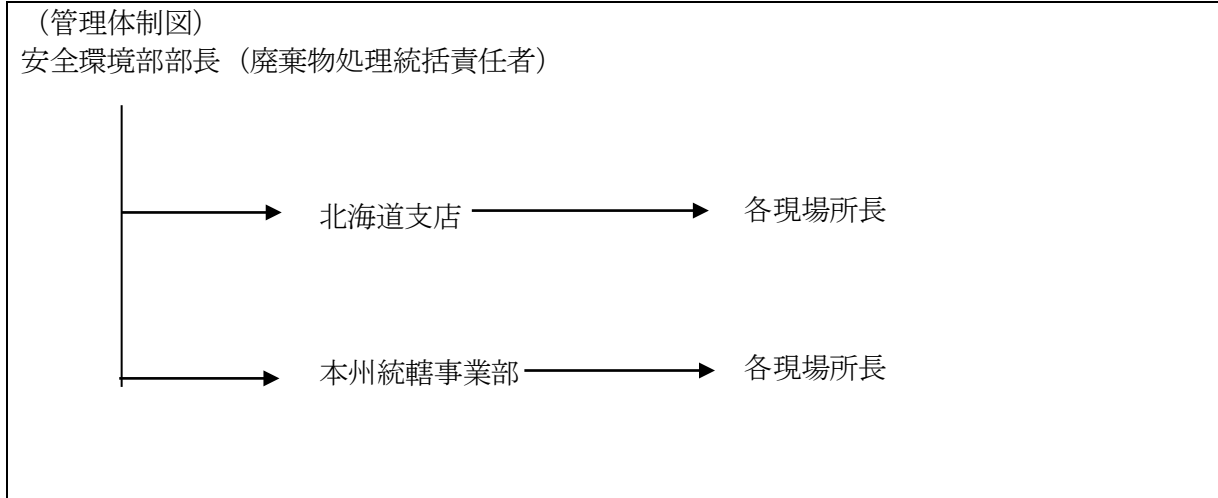 （管理体制図）
安全環境部部長（廃棄物処理統括責任者）
北海道支店 各現場所長
本州統轄事業部 各現場所長